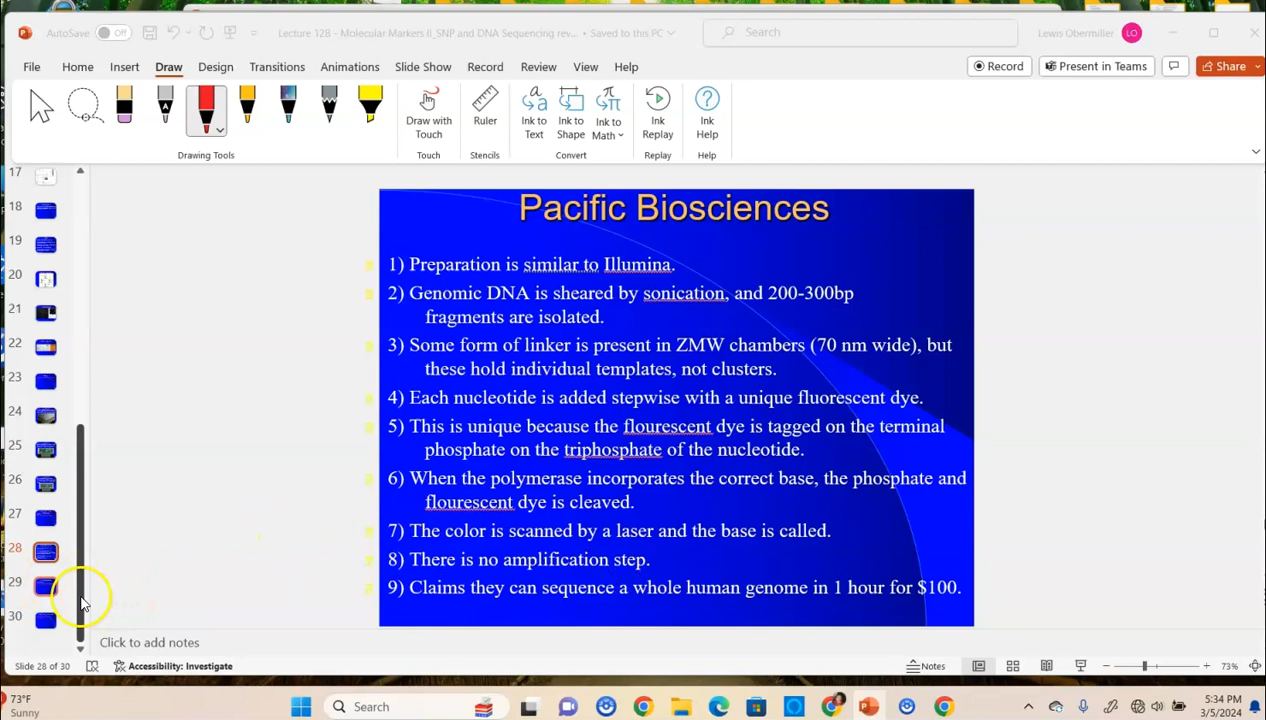 AutoSave Off
Lecture 12B - Molecular Markers II_SNP and DNA Sequencing rev... • Saved to this PC
Search
Lewis Obermiller LO
File Home Insert Draw Design Transitions Animations Slide Show Record Review View Help
Record Present in Teams Share
Draw with Touch
Ruler
Ink to Text
Ink to Shape
Ink to Math
Ink Replay
Ink Help
Drawing Tools Touch Stencils Convert Replay Help
17
18
19
20
21
22
23
24
25
26
27
28
29
30
Pacific Biosciences
1) Preparation is similar to Illumina.
2) Genomic DNA is sheared by sonication, and 200-300bp
fragments are isolated.
3) Some form of linker is present in ZMW chambers (70 nm wide), but
these hold individual templates, not clusters.
4) Each nucleotide is added stepwise with a unique fluorescent dye.
5) This is unique because the flourescent dye is tagged on the terminal
phosphate on the triphosphate of the nucleotide.
6) When the polymerase incorporates the correct base, the phosphate and
flourescent dye is cleaved.
7) The color is scanned by a laser and the base is called.
8) There is no amplification step.
9) Claims they can sequence a whole human genome in 1 hour for $100.
Click to add notes
Slide 28 of 30 Accessibility: Investigate Notes 73%
73°F
Sunny
Search
5:34 PM
3/5/2024